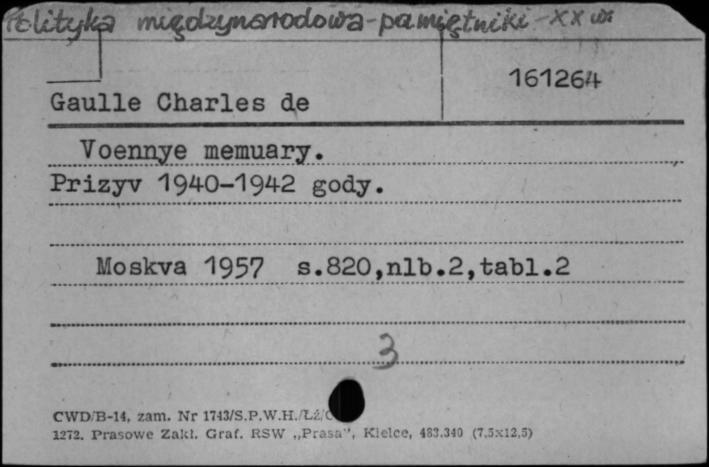 Polityka międzynarodowa - pamiętniki - XX w
161264
Gaulle Charles de
Voennye memuary.
Prizyv 1940-1942 gody.
Moskva 1957 s.820,nlb.2,tabl.2
3
CWD/B-14, zam. Nr 1743/S.P.W.H./Łź/
1272. Prasowe Zakł. Graf. RSW „Prasa”, Kielce, 483.340 (7,5x12,5)